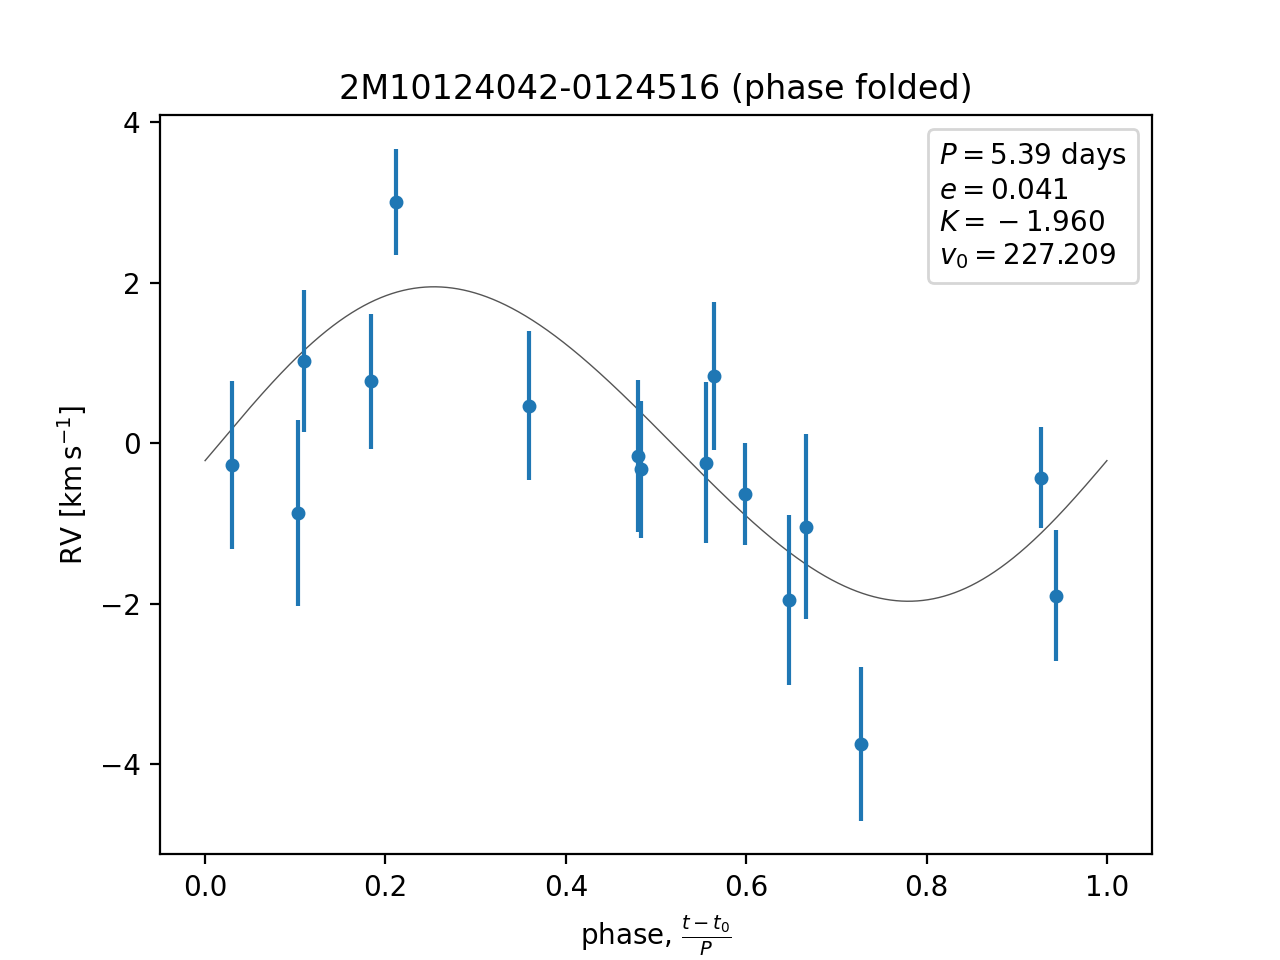 2M10124042-0124516 (phase folded)
P = 5.39 days
e = 0.041
K = −1.960
v₀ = 227.209
4
2
0
−2
−4
RV [km s⁻¹]
0.0 0.2 0.4 0.6 0.8 1.0
phase, (t − t₀)/P